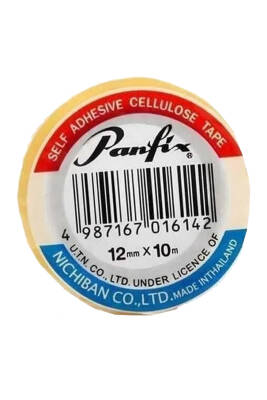 SELF ADHESIVE CELLULOSE TAPE
Panfix®
4 987167 016142
12mm x 10m
U.T.N. CO., LTD. UNDER LICENCE OF
NICHIBAN CO.,LTD. MADE IN THAILAND